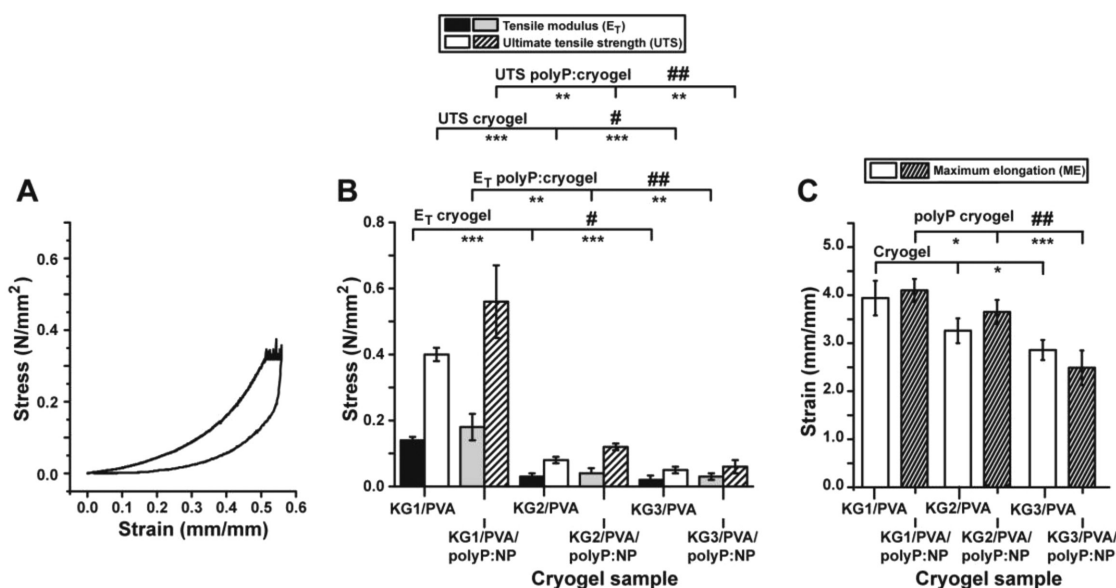 Tensile modulus (ET)
Ultimate tensile strength (UTS)
UTS polyP:cryogel ##
** **
UTS cryogel #
*** ***
A
Stress (N/mm2)
0.6
0.4
0.2
0.0
0.0 0.1 0.2 0.3 0.4 0.5 0.6
Strain (mm/mm)
B
ET polyP:cryogel ##
** **
ET cryogel #
*** ***
Stress (N/mm2)
0.8
0.6
0.4
0.2
0.0
KG1/PVA KG2/PVA KG3/PVA
KG1/PVA/ KG2/PVA/ KG3/PVA/
polyP:NP polyP:NP polyP:NP
Cryogel sample
C
Maximum elongation (ME)
polyP cryogel ##
* ***
Cryogel
* *
Strain (mm/mm)
5.0
4.0
3.0
2.0
1.0
0.0
KG1/PVA KG2/PVA KG3/PVA
KG1/PVA/ KG2/PVA/ KG3/PVA/
polyP:NP polyP:NP polyP:NP
Cryogel sample